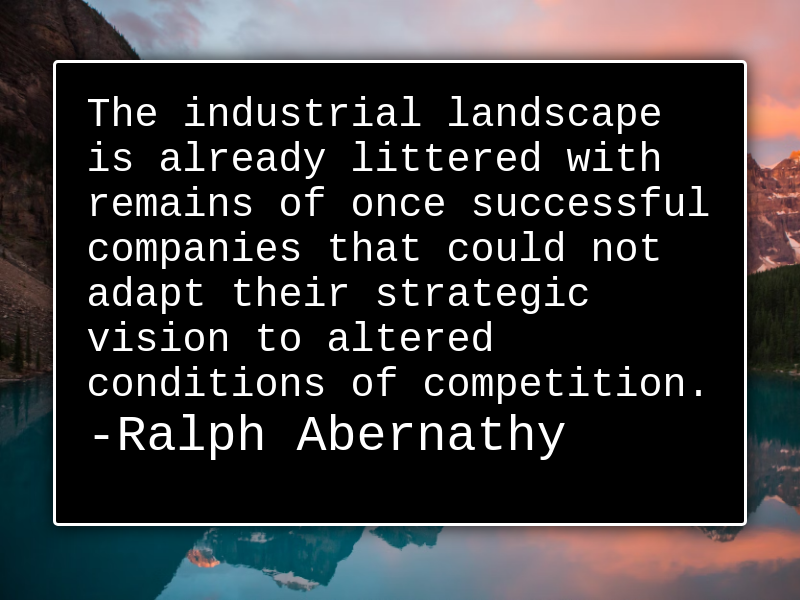 The industrial landscape
is already littered with
remains of once successful
companies that could not
adapt their strategic
vision to altered
conditions of competition.
-Ralph Abernathy